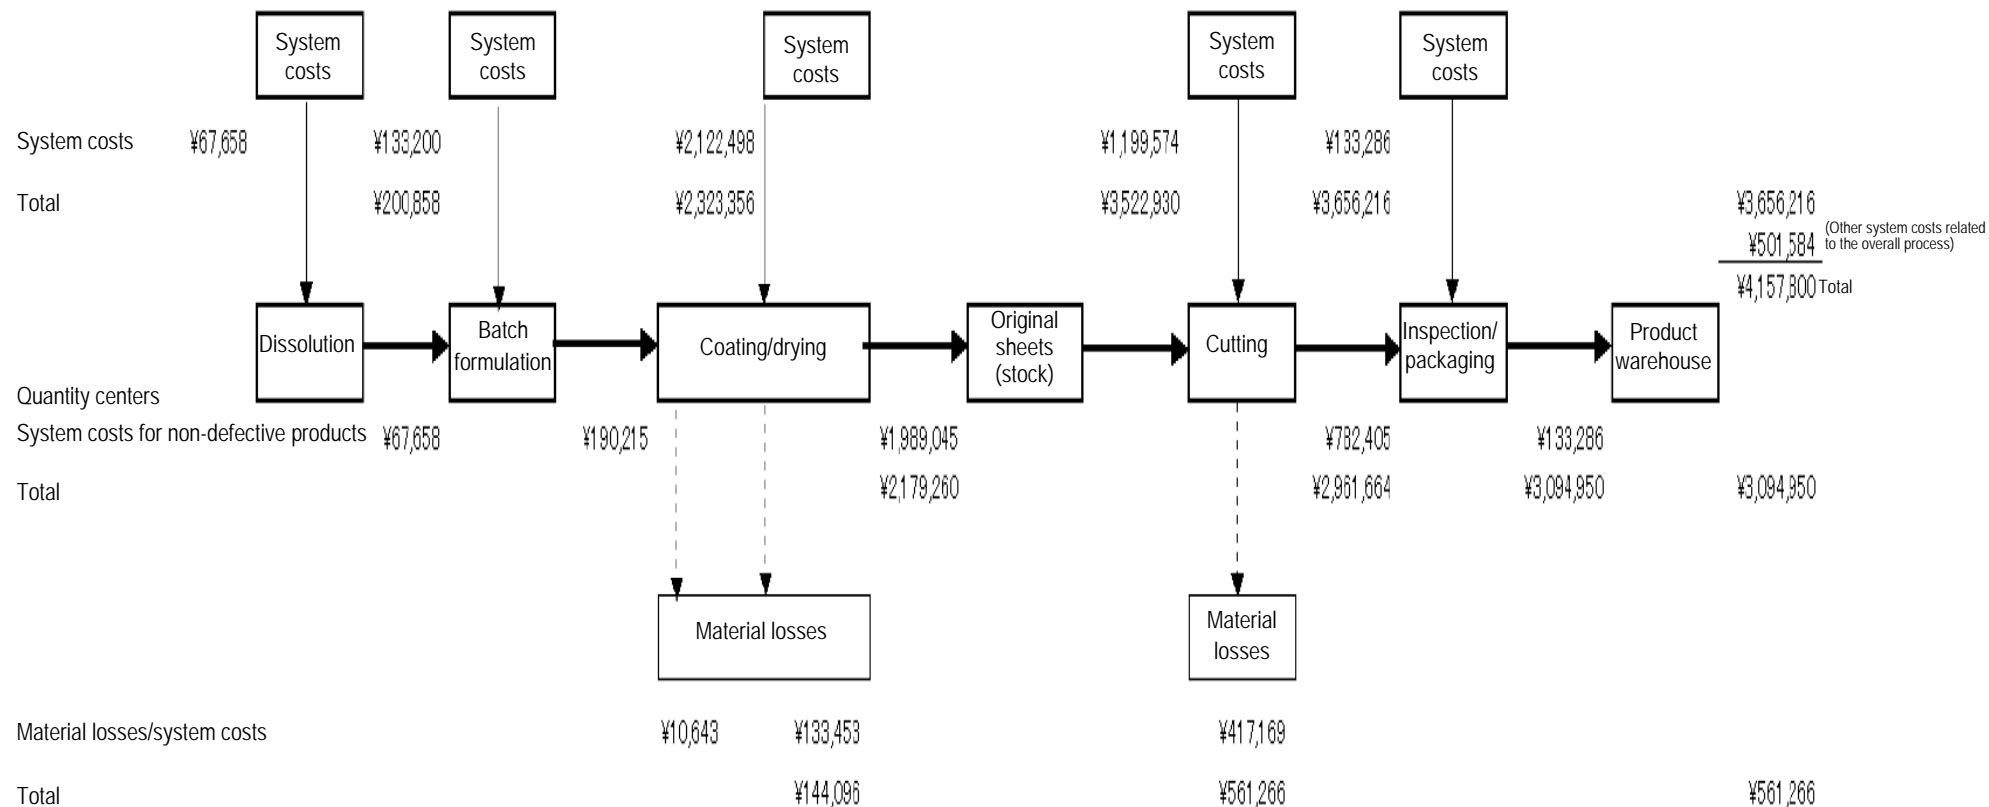 System
costs
System
costs
System
costs
System
costs
System
costs
System costs ¥67,658 ¥133,200 ¥2,122,498 ¥1,199,574 ¥133,286
Total ¥200,858 ¥2,323,356 ¥3,522,930 ¥3,656,216 ¥3,656,216
¥501,584 (Other system costs related
to the overall process)
¥4,157,800 Total
Dissolution
Batch
formulation
Coating/drying
Original
sheets
(stock)
Cutting
Inspection/
packaging
Product
warehouse
Quantity centers
System costs for non-defective products ¥67,658 ¥190,215 ¥1,989,045 ¥782,405 ¥133,286
Total ¥2,179,260 ¥2,961,664 ¥3,094,950 ¥3,094,950
Material losses
Material
losses
Material losses/system costs ¥10,643 ¥133,453 ¥417,169
Total ¥144,096 ¥561,266 ¥561,266